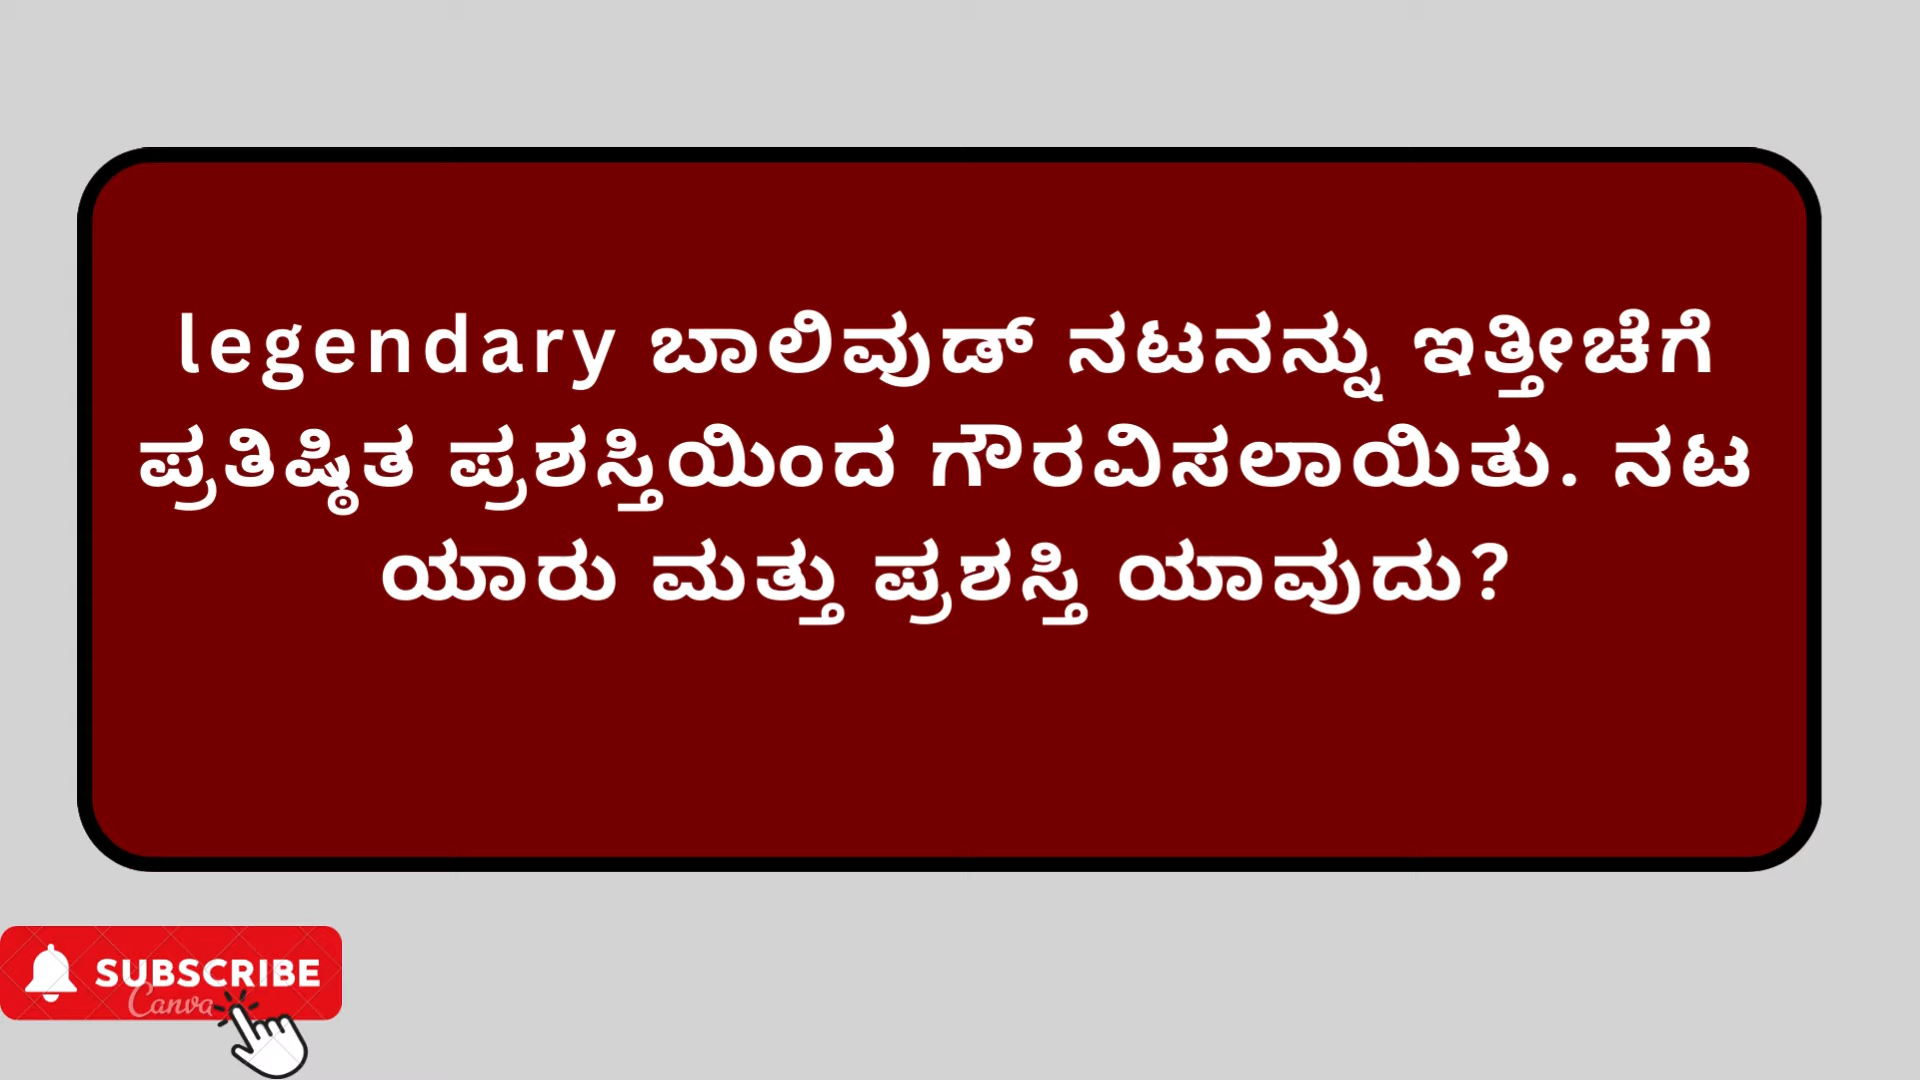 legendary ಬಾಲಿವುಡ್ ನಟನನ್ನು ಇತ್ತೀಚೆಗೆ
ಪ್ರತಿಷ್ಠಿತ ಪ್ರಶಸ್ತಿಯಿಂದ ಗೌರವಿಸಲಾಯಿತು. ನಟ
ಯಾರು ಮತ್ತು ಪ್ರಶಸ್ತಿ ಯಾವುದು?
SUBSCRIBE
Canva